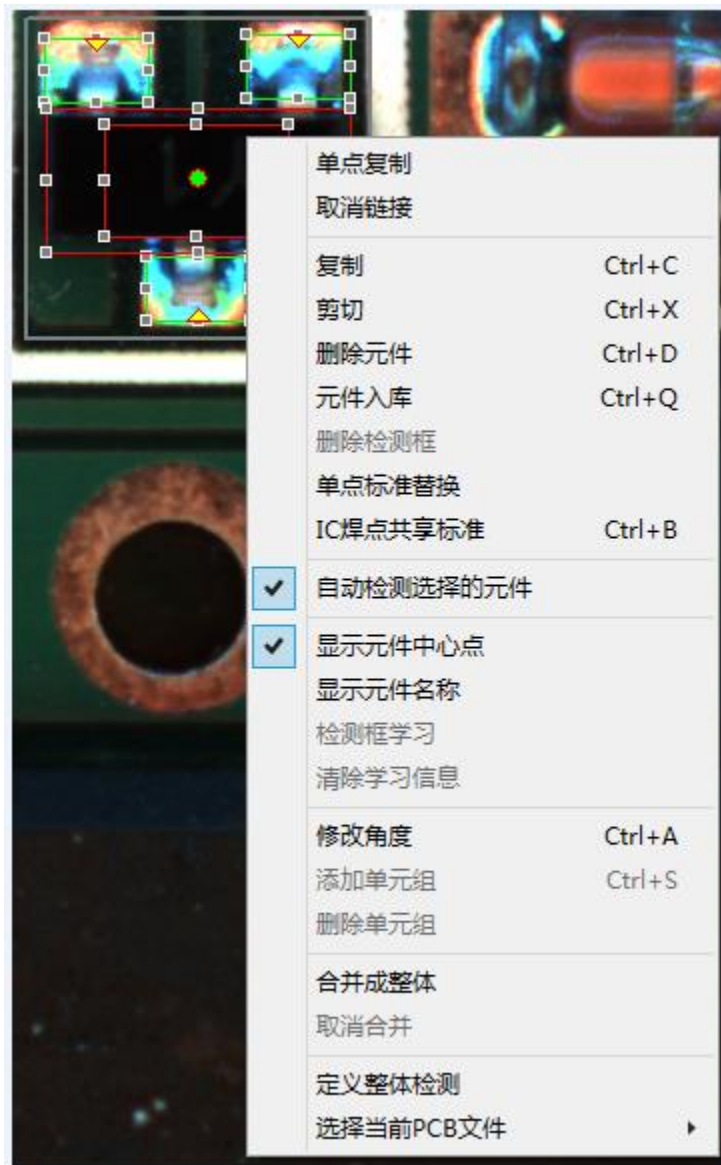 单点复制
取消链接
复制 Ctrl+C
剪切 Ctrl+X
删除元件 Ctrl+D
元件入库 Ctrl+Q
删除检测框
单点标准替换
IC焊点共享标准 Ctrl+B
自动检测选择的元件
显示元件中心点
显示元件名称
检测框学习
清除学习信息
修改角度 Ctrl+A
添加单元组 Ctrl+S
删除单元组
合并成整体
取消合并
定义整体检测
选择当前PCB文件